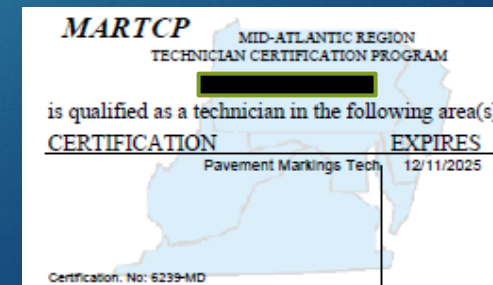 MARTCP MID-ATLANTIC REGION
TECHNICIAN CERTIFICATION PROGRAM
is qualified as a technician in the following area(s)
CERTIFICATION EXPIRES
Pavement Markings Tech 12/11/2025
Certification. No: 6239-MD